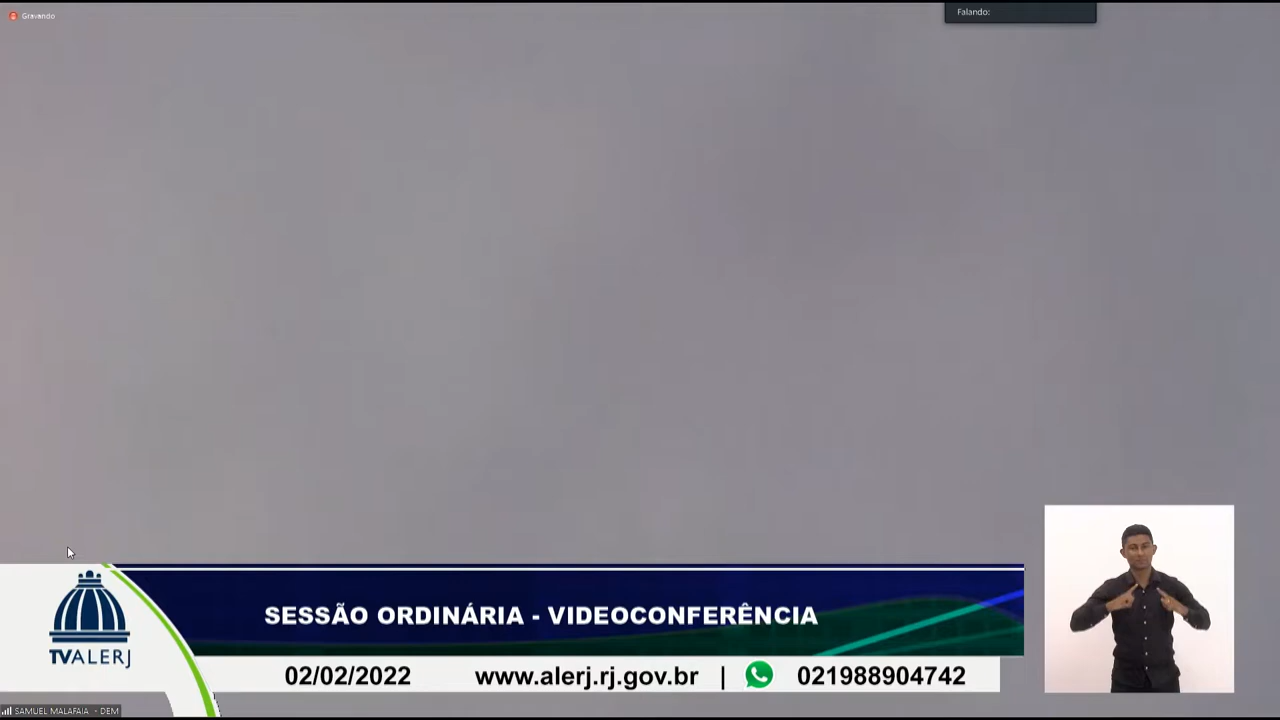 Gravando
Falando:
SESSÃO ORDINÁRIA - VIDEOCONFERÊNCIA
TVALERJ
02/02/2022 www.alerj.rj.gov.br | 021988904742
SAMUEL MALAFAIA - DEM